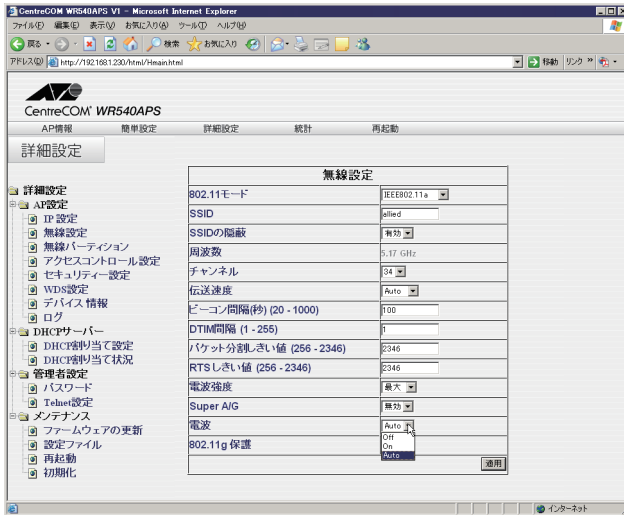 CentreCOM WR540APS V1 - Microsoft Internet Explorer
ファイル(F) 編集(E) 表示(V) お気に入り(A) ツール(T) ヘルプ(H)
戻る 検索 お気に入り
アドレス(D) http://192.168.1.230/html/Hmain.html 移動 リンク »
CentreCOM® WR540APS
AP情報 簡単設定 詳細設定 統計 再起動
詳細設定
無線設定
詳細設定
AP設定
IP 設定
無線設定
無線パーティション
アクセスコントロール設定
セキュリティー設定
WDS設定
デバイス 情報
ログ
DHCPサーバー
DHCP割り当て設定
DHCP割り当て状況
管理者設定
パスワード
Telnet設定
メンテナンス
ファームウェアの更新
設定ファイル
再起動
初期化
802.11モード IEEE802.11a
SSID allied
SSIDの隠蔽 有効
周波数 5.17 GHz
チャンネル 34
伝送速度 Auto
ビーコン間隔(秒) (20 - 1000) 100
DTIM間隔 (1 - 255) 1
パケット分割しきい値 (256 - 2346) 2346
RTSしきい値 (256 - 2346) 2346
電波強度 最大
Super A/G 無効
電波 Auto
Off
On
Auto
802.11g 保護
適用
インターネット